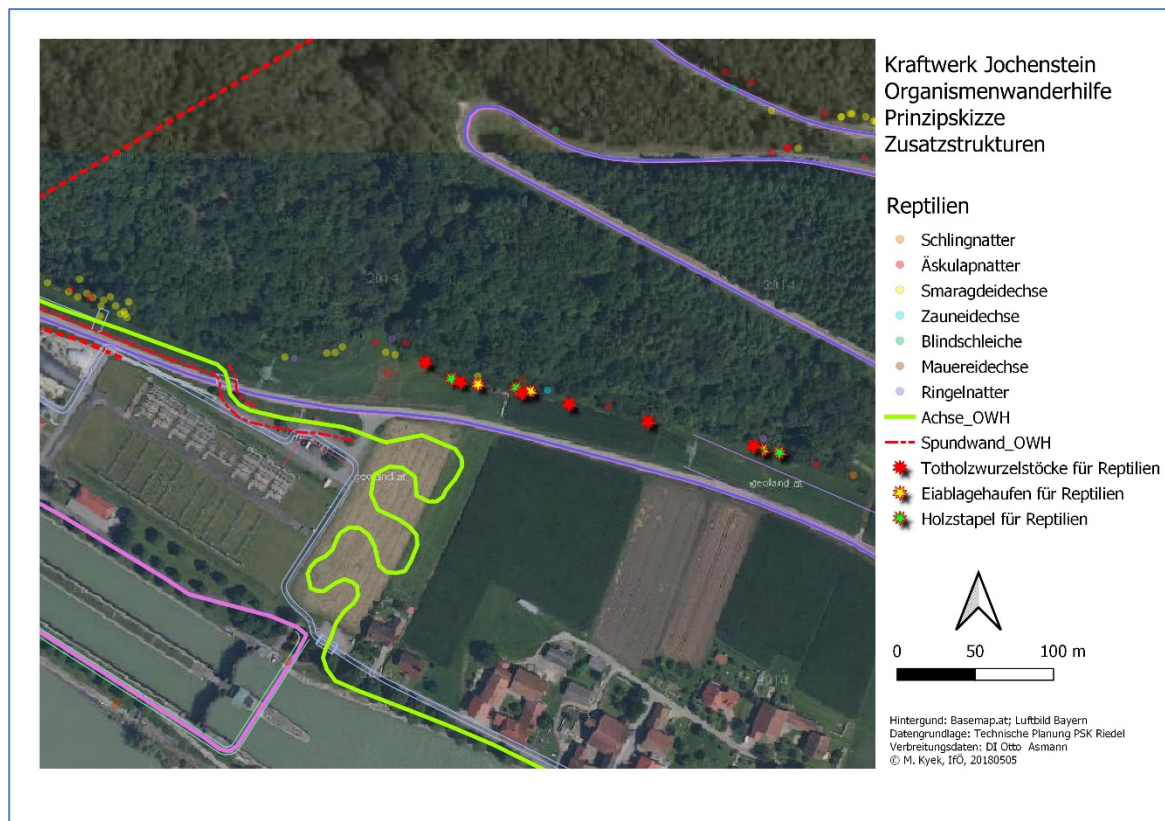 Kraftwerk Jochenstein
Organismenwanderhilfe
Prinzipskizze
Zusatzstrukturen
Reptilien
Schlingnatter
Äskulapnatter
Smaragdeidechse
Zauneidechse
Blindschleiche
Mauereidechse
Ringelnatter
Achse_OWH
Spundwand_OWH
Totholzwurzelstöcke für Reptilien
Eiablagehaufen für Reptilien
Holzstapel für Reptilien
0 50 100 m
Hintergund: Basemap.at; Luftbild Bayern
Datengrundlage: Technische Planung PSK Riedel
Verbreitungsdaten: DI Otto Asmann
© M. Kyek, IfÖ, 20180505
2014
2014
geoland.at
geoland.at
2014